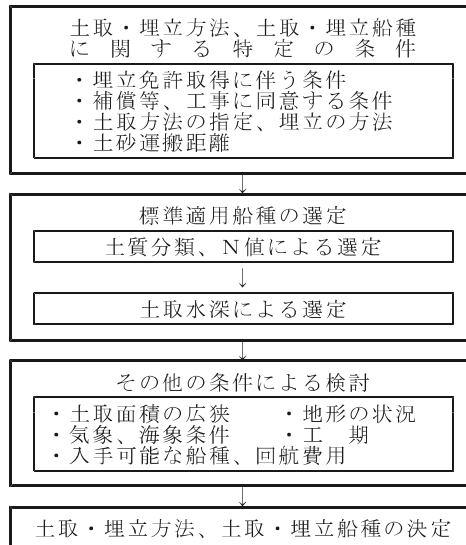 土取・埋立方法、土取・埋立船種
に関する特定の条件
・埋立免許取得に伴う条件
・補償等、工事に同意する条件
・土取方法の指定、埋立の方法
・土砂運搬距離
↓
標準適用船種の選定
土質分類、N値による選定
↓
土取水深による選定
↓
その他の条件による検討
・土取面積の広狭　・地形の状況
・気象、海象条件　・工　期
・入手可能な船種、回航費用
↓
土取・埋立方法、土取・埋立船種の決定